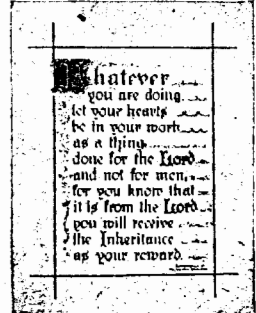 Whatever
you are doing
let your hearts
be in your work
as a thing
done for the Lord
and not for men,
for you know that
it is from the Lord
you will receive
the Inheritance
as your reward.